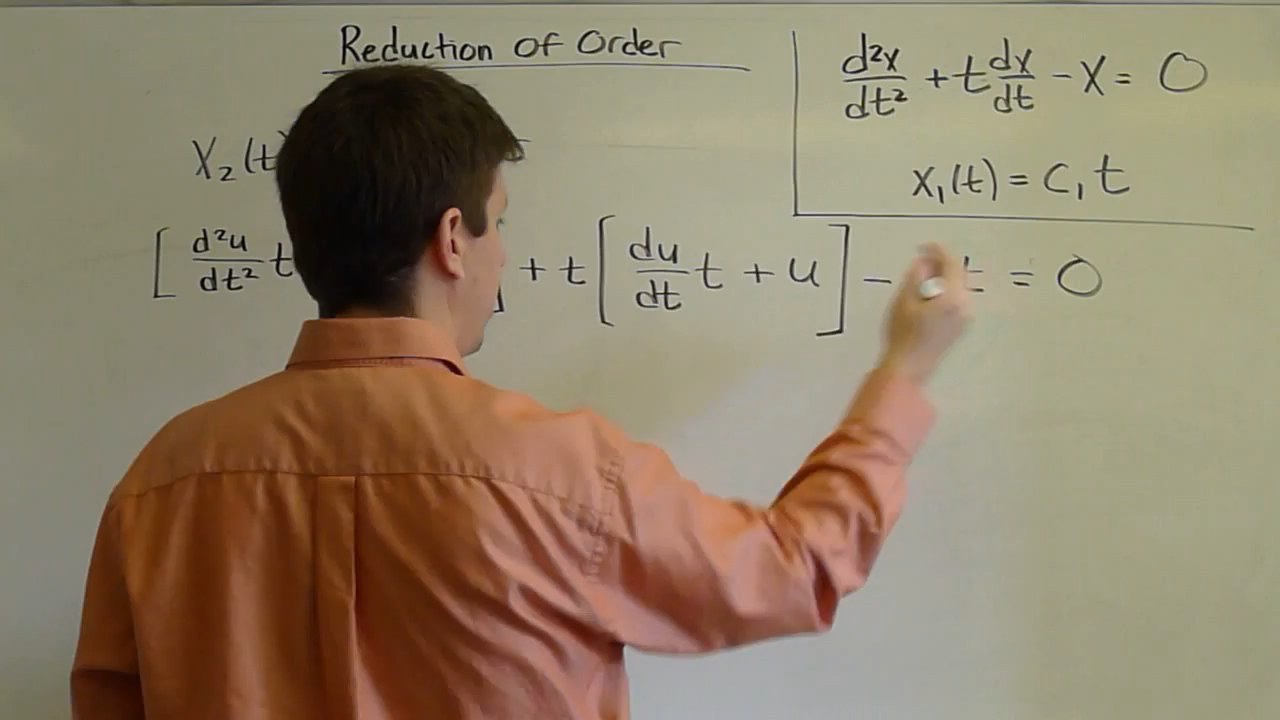 Reduction of Order
d²x/dt² + t dx/dt - x = 0
x₁(t) = c₁t
x₂(t
[ d²u/dt² t ] + t [ du/dt t + u ] - t = 0